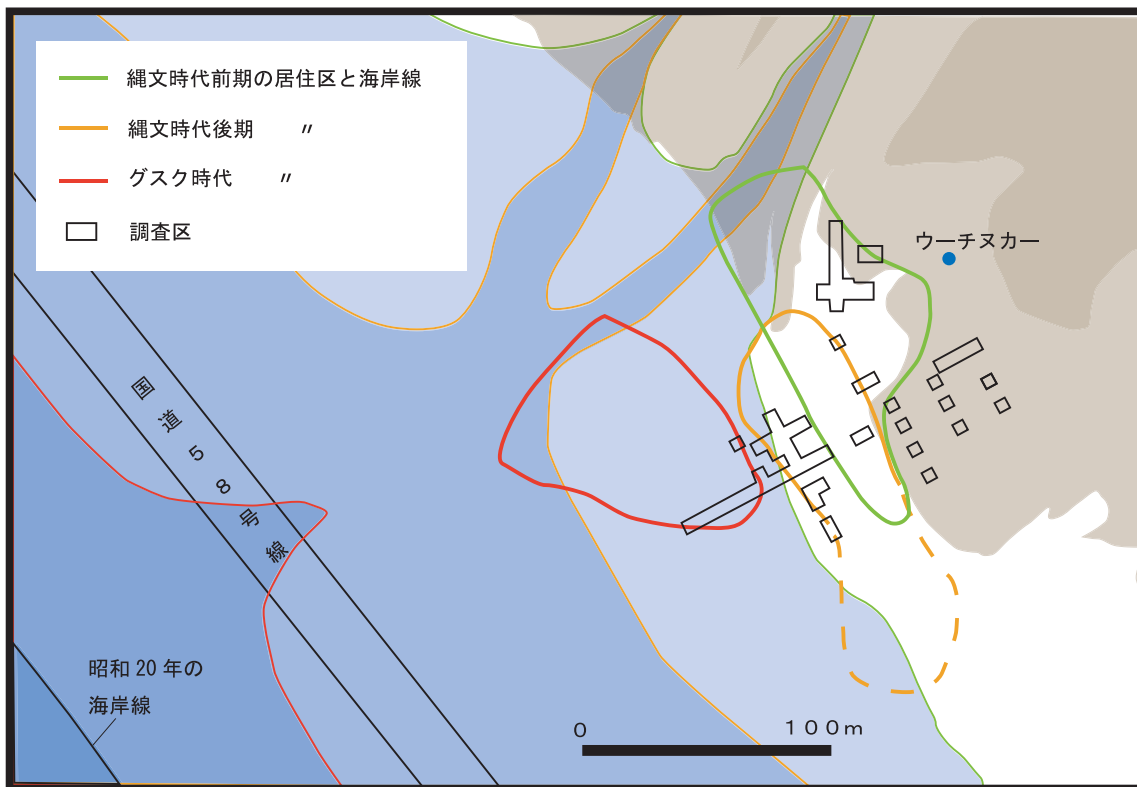 縄文時代前期の居住区と海岸線
縄文時代後期　〃
グスク時代　〃
調査区
ウーチヌカー
国道58号線
昭和20年の
海岸線
0　100m